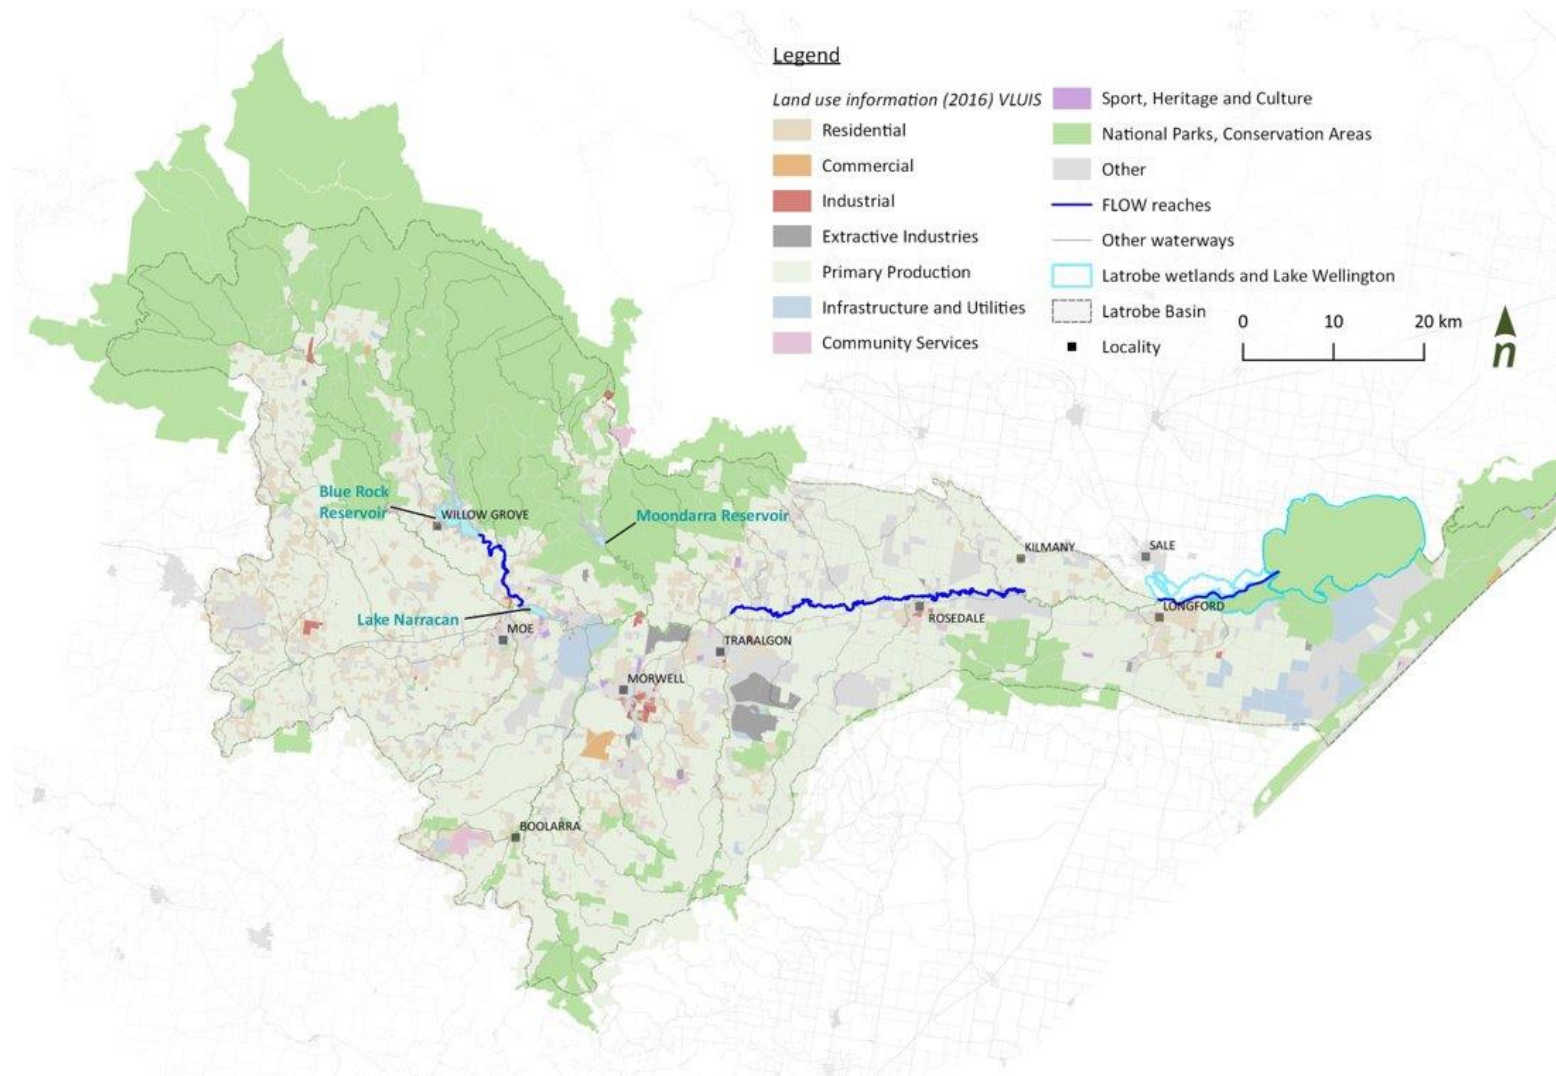 Legend
Land use information (2016) VLUIS
Residential
Commercial
Industrial
Extractive Industries
Primary Production
Infrastructure and Utilities
Community Services
Sport, Heritage and Culture
National Parks, Conservation Areas
Other
FLOW reaches
Other waterways
Latrobe wetlands and Lake Wellington
Latrobe Basin
Locality
0 10 20 km
n
Blue Rock
Reservoir
WILLOW GROVE
Moondarra Reservoir
KILMANY
SALE
Lake Narracan
MOE
ROSEDALE
LONGFORD
TRARALGON
MORWELL
BOOLARRA